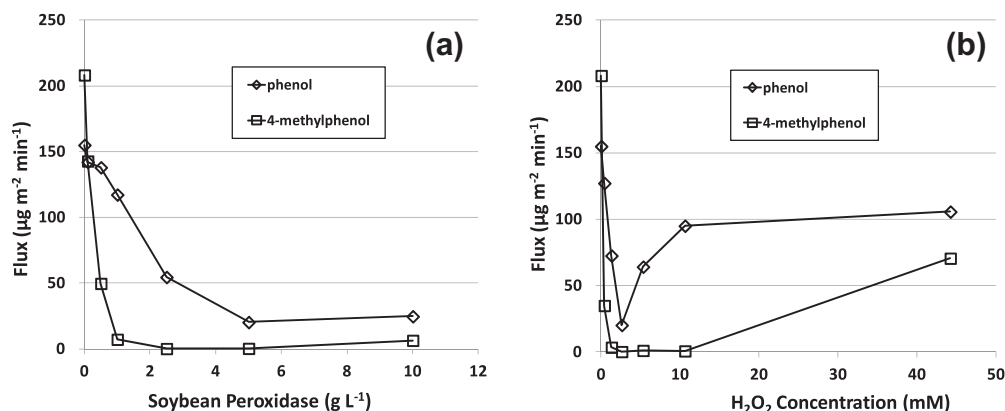 (a)
250
200
150
100
50
0
Flux (µg m⁻² min⁻¹)
phenol
4-methylphenol
0 2 4 6 8 10 12
Soybean Peroxidase (g L⁻¹)
(b)
250
200
150
100
50
0
Flux (µg m⁻² min⁻¹)
phenol
4-methylphenol
0 10 20 30 40 50
H₂O₂ Concentration (mM)